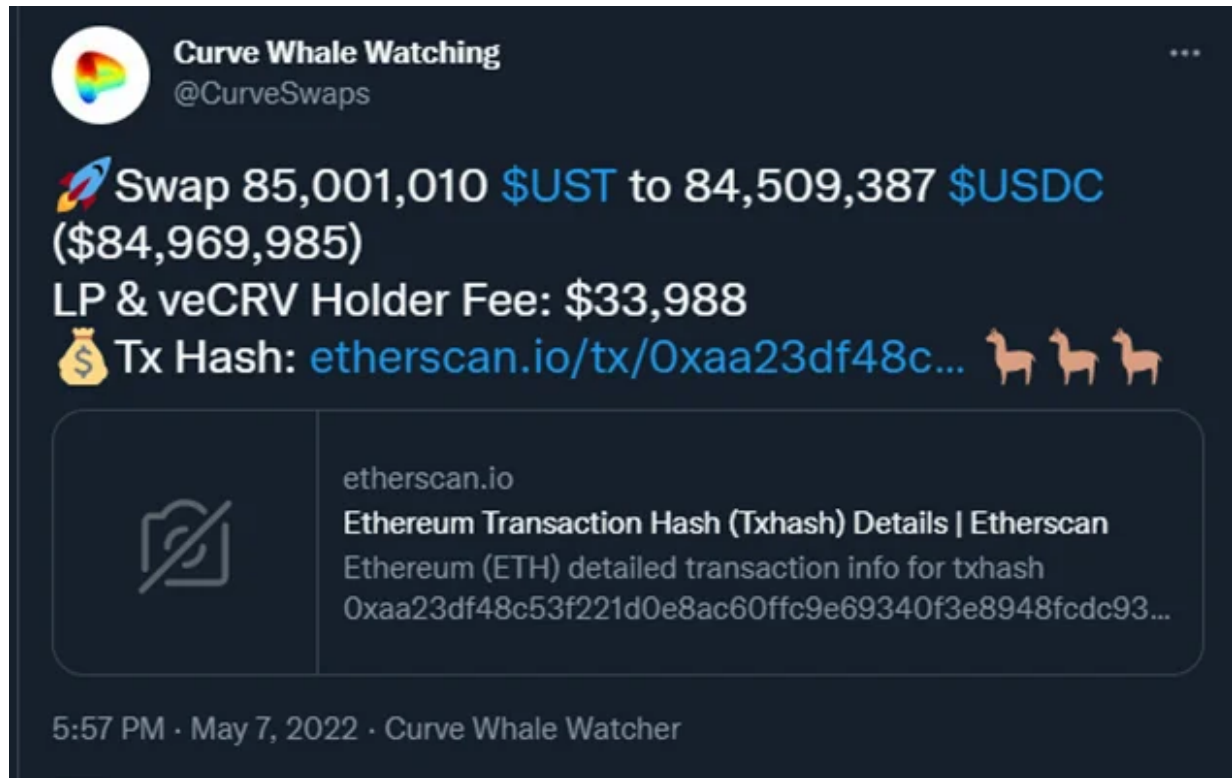 Curve Whale Watching
@CurveSwaps
🚀Swap 85,001,010 $UST to 84,509,387 $USDC
($84,969,985)
LP & veCRV Holder Fee: $33,988
💰Tx Hash: etherscan.io/tx/0xaa23df48c... 🦙🦙🦙
etherscan.io
Ethereum Transaction Hash (Txhash) Details | Etherscan
Ethereum (ETH) detailed transaction info for txhash
0xaa23df48c53f221d0e8ac60ffc9e69340f3e8948fcdc93...
5:57 PM · May 7, 2022 · Curve Whale Watcher